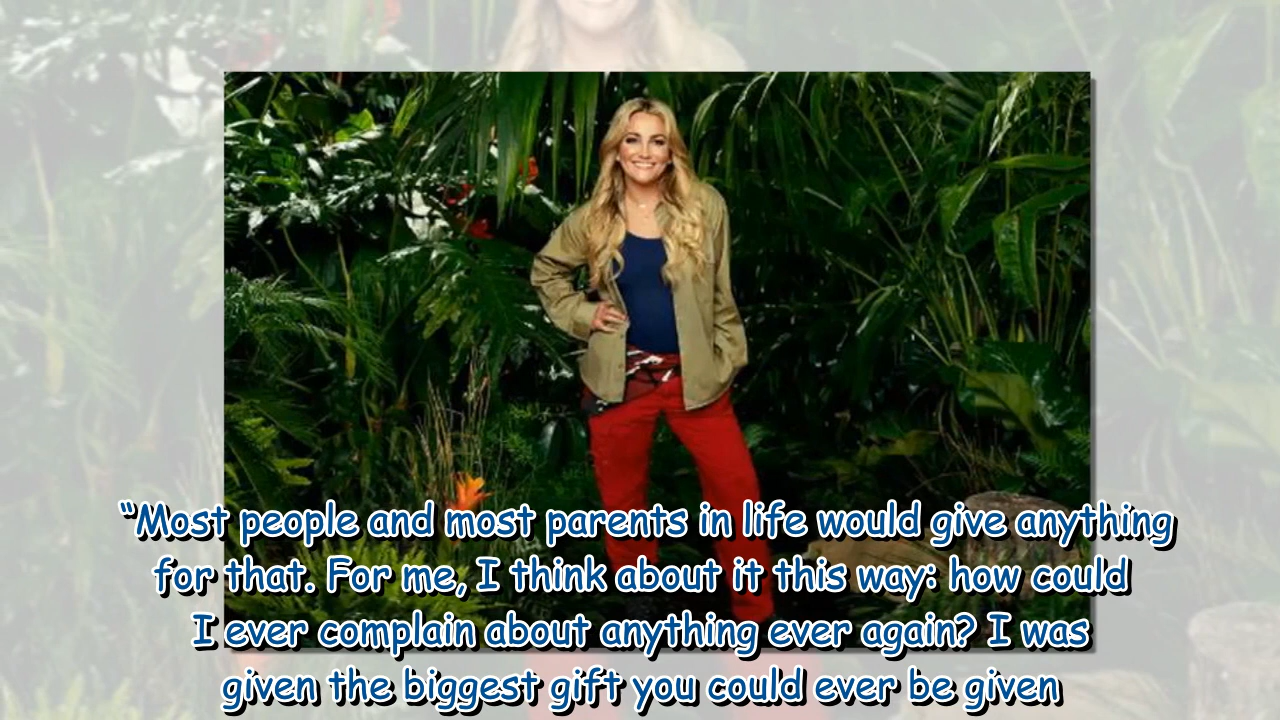 “Most people and most parents in life would give anything
for that. For me, I think about it this way: how could
I ever complain about anything ever again? I was
given the biggest gift you could ever be given